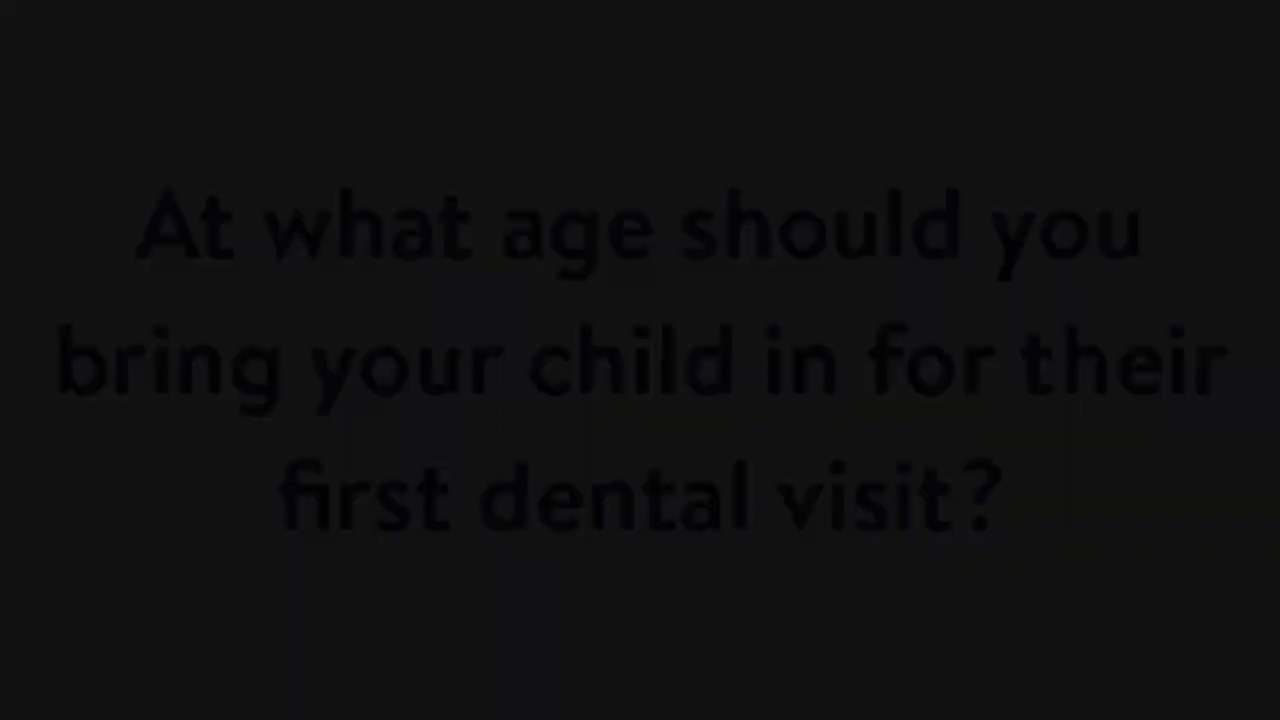 At what age should you
bring your child in for their
first dental visit?